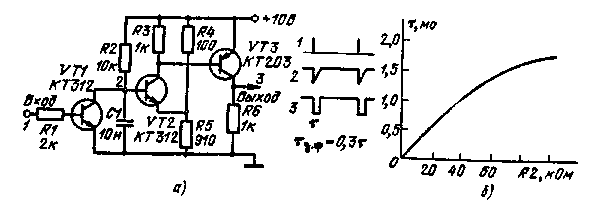 R3
1к
R4
100
+10В
R2
10к
VT3
КТ203
VT1
КТ312
2
3
Вход
1
R1
2к
C1
10н
VT2
КТ312
R5
910
Выход
R6
1к
а)
1
2
3
τ
τз.ф=0,3τ
τ, мс
2,0
1,5
1,0
0,5
0
20 40 60 R2, кОм
б)